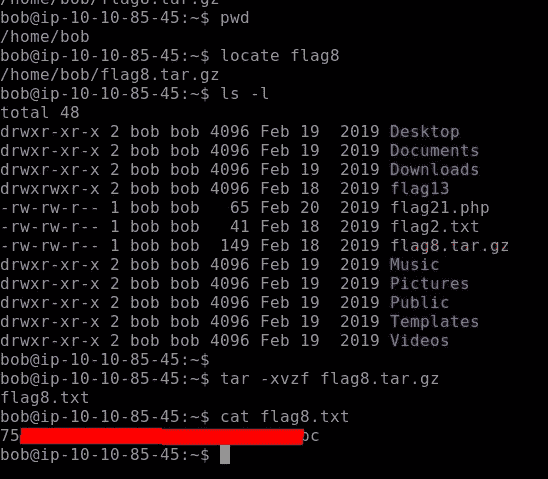 bob@ip-10-10-85-45:~$ pwd
/home/bob
bob@ip-10-10-85-45:~$ locate flag8
/home/bob/flag8.tar.gz
bob@ip-10-10-85-45:~$ ls -l
total 48
drwxr-xr-x 2 bob bob 4096 Feb 19  2019 Desktop
drwxr-xr-x 2 bob bob 4096 Feb 19  2019 Documents
drwxr-xr-x 2 bob bob 4096 Feb 19  2019 Downloads
drwxrwxr-x 2 bob bob 4096 Feb 18  2019 flag13
-rw-rw-r-- 1 bob bob   65 Feb 20  2019 flag21.php
-rw-rw-r-- 1 bob bob   41 Feb 18  2019 flag2.txt
-rw-rw-r-- 1 bob bob  149 Feb 18  2019 flag8.tar.gz
drwxr-xr-x 2 bob bob 4096 Feb 19  2019 Music
drwxr-xr-x 2 bob bob 4096 Feb 19  2019 Pictures
drwxr-xr-x 2 bob bob 4096 Feb 19  2019 Public
drwxr-xr-x 2 bob bob 4096 Feb 19  2019 Templates
drwxr-xr-x 2 bob bob 4096 Feb 19  2019 Videos
bob@ip-10-10-85-45:~$
bob@ip-10-10-85-45:~$ tar -xvzf flag8.tar.gz
flag8.txt
bob@ip-10-10-85-45:~$ cat flag8.txt
75
bob@ip-10-10-85-45:~$